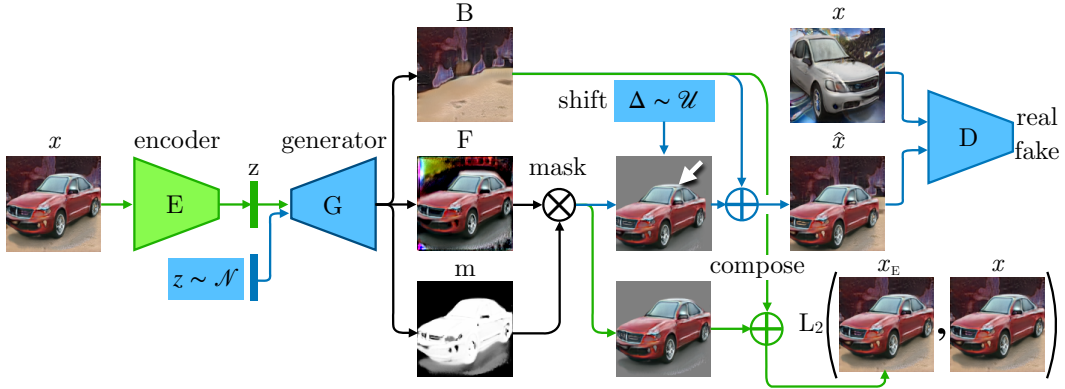 x
encoder
E
z
z ∼ 𝒩
generator
G
B
F
m
mask
shift
Δ ∼ 𝒰
compose
x
x̂
D
real
fake
L₂
(
x_E
,
x
)